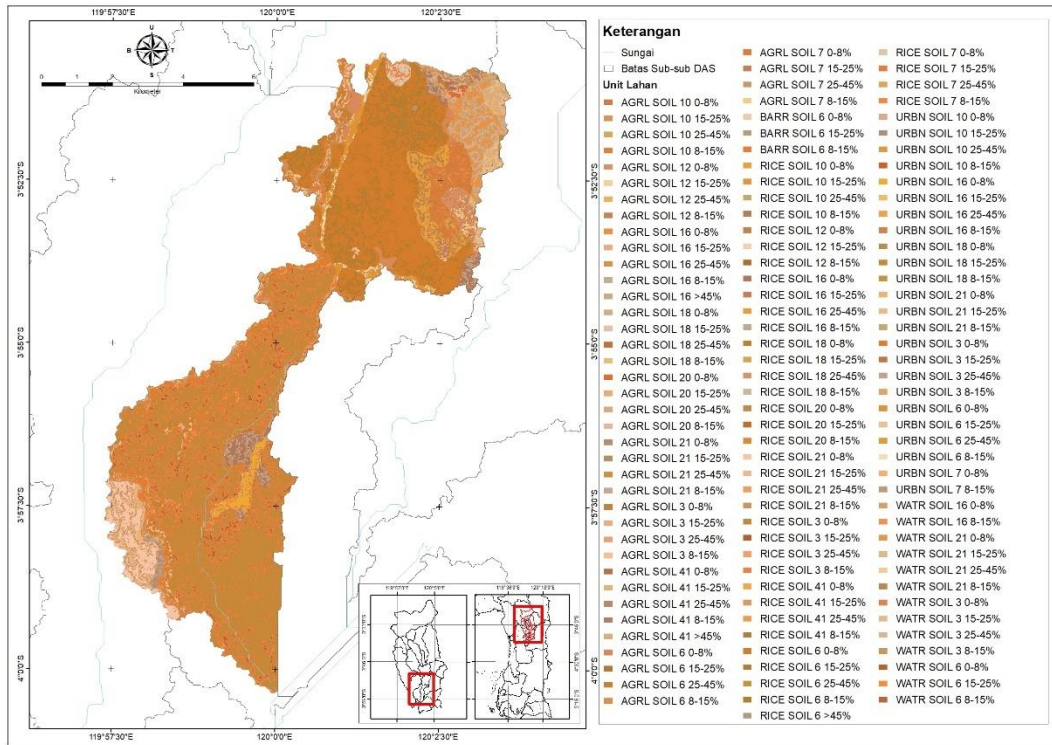 119°57'30"E 120°0'0"E 120°2'30"E
U
B T
S
0 1 2 4 6
Kilometer
3°52'30"S 3°52'30"S
3°55'0"S 3°55'0"S
3°57'30"S 3°57'30"S
4°0'0"S 4°0'0"S
119°57'30"E 120°0'0"E 120°2'30"E
Keterangan
Sungai
Batas Sub-sub DAS
Unit Lahan
AGRL SOIL 10 0-8%
AGRL SOIL 10 15-25%
AGRL SOIL 10 25-45%
AGRL SOIL 10 8-15%
AGRL SOIL 12 0-8%
AGRL SOIL 12 15-25%
AGRL SOIL 12 25-45%
AGRL SOIL 12 8-15%
AGRL SOIL 16 0-8%
AGRL SOIL 16 15-25%
AGRL SOIL 16 25-45%
AGRL SOIL 16 8-15%
AGRL SOIL 16 >45%
AGRL SOIL 18 0-8%
AGRL SOIL 18 15-25%
AGRL SOIL 18 25-45%
AGRL SOIL 18 8-15%
AGRL SOIL 20 0-8%
AGRL SOIL 20 15-25%
AGRL SOIL 20 25-45%
AGRL SOIL 20 8-15%
AGRL SOIL 21 0-8%
AGRL SOIL 21 15-25%
AGRL SOIL 21 25-45%
AGRL SOIL 21 8-15%
AGRL SOIL 3 0-8%
AGRL SOIL 3 15-25%
AGRL SOIL 3 25-45%
AGRL SOIL 3 8-15%
AGRL SOIL 41 0-8%
AGRL SOIL 41 15-25%
AGRL SOIL 41 25-45%
AGRL SOIL 41 8-15%
AGRL SOIL 41 >45%
AGRL SOIL 6 0-8%
AGRL SOIL 6 15-25%
AGRL SOIL 6 25-45%
AGRL SOIL 6 8-15%
AGRL SOIL 7 0-8%
AGRL SOIL 7 15-25%
AGRL SOIL 7 25-45%
AGRL SOIL 7 8-15%
BARR SOIL 6 0-8%
BARR SOIL 6 15-25%
BARR SOIL 6 8-15%
RICE SOIL 10 0-8%
RICE SOIL 10 15-25%
RICE SOIL 10 25-45%
RICE SOIL 10 8-15%
RICE SOIL 12 0-8%
RICE SOIL 12 15-25%
RICE SOIL 12 8-15%
RICE SOIL 16 0-8%
RICE SOIL 16 15-25%
RICE SOIL 16 25-45%
RICE SOIL 16 8-15%
RICE SOIL 18 0-8%
RICE SOIL 18 15-25%
RICE SOIL 18 25-45%
RICE SOIL 18 8-15%
RICE SOIL 20 0-8%
RICE SOIL 20 15-25%
RICE SOIL 20 8-15%
RICE SOIL 21 0-8%
RICE SOIL 21 15-25%
RICE SOIL 21 25-45%
RICE SOIL 21 8-15%
RICE SOIL 3 0-8%
RICE SOIL 3 15-25%
RICE SOIL 3 25-45%
RICE SOIL 3 8-15%
RICE SOIL 41 0-8%
RICE SOIL 41 15-25%
RICE SOIL 41 25-45%
RICE SOIL 41 8-15%
RICE SOIL 6 0-8%
RICE SOIL 6 15-25%
RICE SOIL 6 25-45%
RICE SOIL 6 8-15%
RICE SOIL 6 >45%
RICE SOIL 7 0-8%
RICE SOIL 7 15-25%
RICE SOIL 7 25-45%
RICE SOIL 7 8-15%
URBN SOIL 10 0-8%
URBN SOIL 10 15-25%
URBN SOIL 10 25-45%
URBN SOIL 10 8-15%
URBN SOIL 16 0-8%
URBN SOIL 16 15-25%
URBN SOIL 16 25-45%
URBN SOIL 16 8-15%
URBN SOIL 18 0-8%
URBN SOIL 18 15-25%
URBN SOIL 18 8-15%
URBN SOIL 21 0-8%
URBN SOIL 21 15-25%
URBN SOIL 21 8-15%
URBN SOIL 3 0-8%
URBN SOIL 3 15-25%
URBN SOIL 3 25-45%
URBN SOIL 3 8-15%
URBN SOIL 6 0-8%
URBN SOIL 6 15-25%
URBN SOIL 6 25-45%
URBN SOIL 6 8-15%
URBN SOIL 7 0-8%
URBN SOIL 7 8-15%
WATR SOIL 16 0-8%
WATR SOIL 16 8-15%
WATR SOIL 21 0-8%
WATR SOIL 21 15-25%
WATR SOIL 21 25-45%
WATR SOIL 21 8-15%
WATR SOIL 3 0-8%
WATR SOIL 3 15-25%
WATR SOIL 3 25-45%
WATR SOIL 3 8-15%
WATR SOIL 6 0-8%
WATR SOIL 6 15-25%
WATR SOIL 6 8-15%